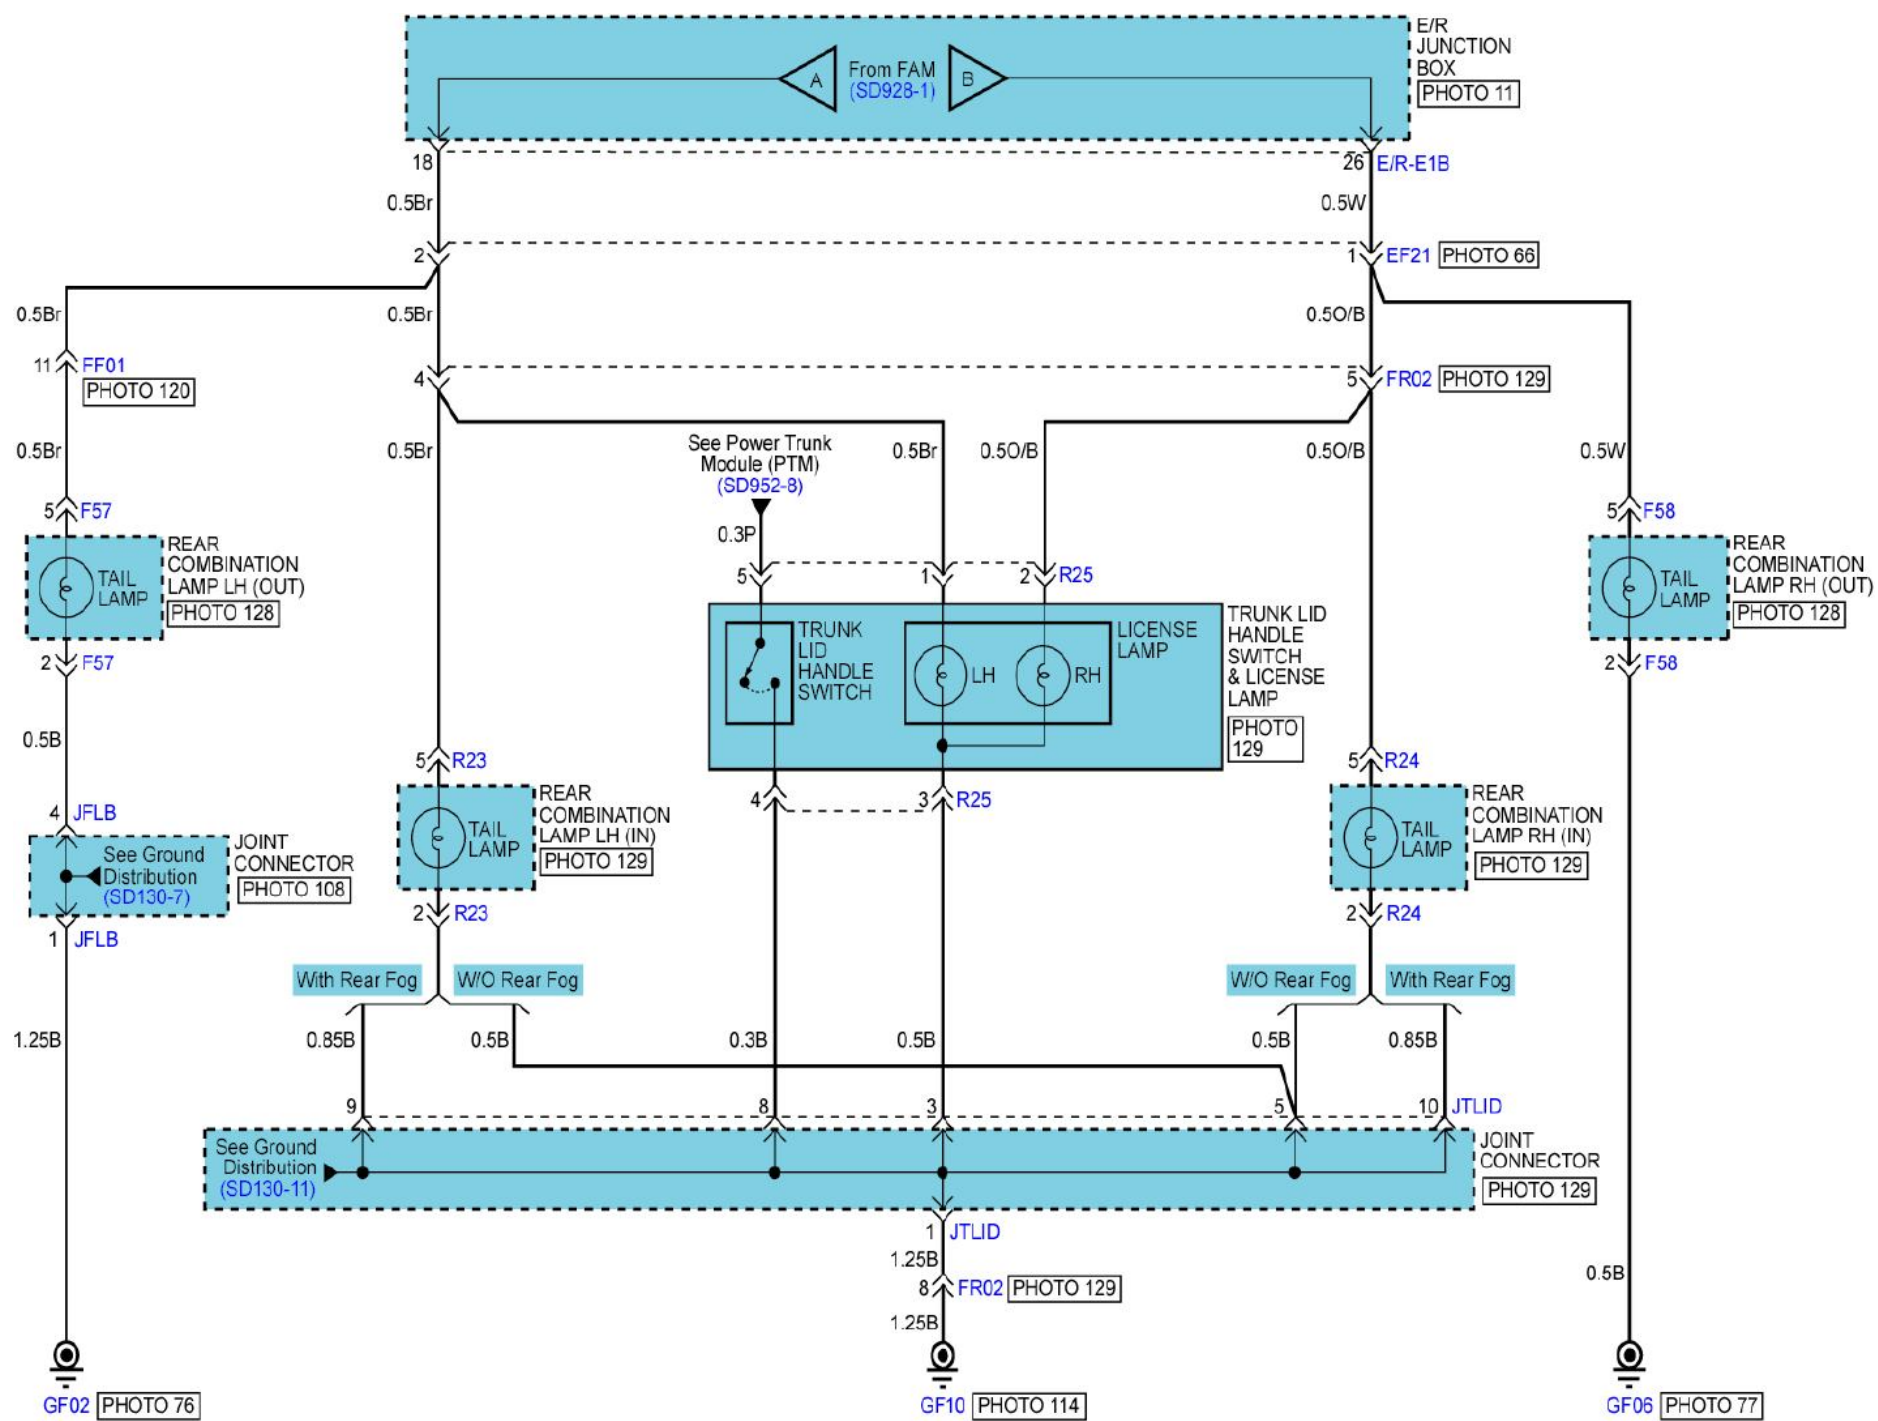 E/R
JUNCTION
BOX
PHOTO 11
A
From FAM
(SD928-1)
B
18
26 E/R-E1B
0.5Br
0.5W
2
1 EF21 PHOTO 66
0.5Br
0.5Br
0.5O/B
11 FF01
PHOTO 120
4
5 FR02 PHOTO 129
0.5Br
0.5Br
See Power Trunk
Module (PTM)
(SD952-8)
0.5Br
0.5O/B
0.5O/B
0.5W
5 F57
0.3P
5 F58
REAR
COMBINATION
LAMP LH (OUT)
PHOTO 128
TAIL
LAMP
5
1
2 R25
TAIL
LAMP
REAR
COMBINATION
LAMP RH (OUT)
PHOTO 128
2 F57
TRUNK
LID
HANDLE
SWITCH
LH
RH
LICENSE
LAMP
TRUNK LID
HANDLE
SWITCH
& LICENSE
LAMP
PHOTO
129
2 F58
0.5B
5 R23
5 R24
4 JFLB
REAR
COMBINATION
LAMP LH (IN)
PHOTO 129
TAIL
LAMP
4
3 R25
TAIL
LAMP
REAR
COMBINATION
LAMP RH (IN)
PHOTO 129
See Ground
Distribution
(SD130-7)
JOINT
CONNECTOR
PHOTO 108
1 JFLB
2 R23
2 R24
With Rear Fog
W/O Rear Fog
W/O Rear Fog
With Rear Fog
1.25B
0.85B
0.5B
0.3B
0.5B
0.5B
0.85B
9
8
3
5
10 JTLID
See Ground
Distribution
(SD130-11)
JOINT
CONNECTOR
PHOTO 129
1 JTLID
1.25B
8 FR02 PHOTO 129
1.25B
0.5B
GF02 PHOTO 76
GF10 PHOTO 114
GF06 PHOTO 77